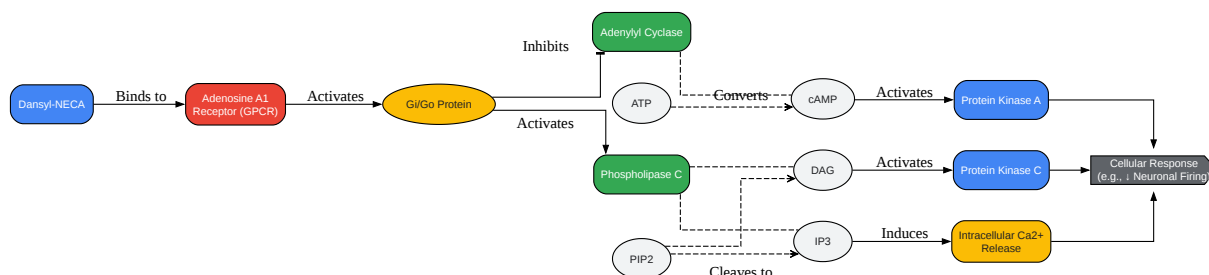 Dansyl-NECA
Binds to
Adenosine A1
Receptor (GPCR)
Activates
Gi/Go Protein
Inhibits
Activates
Adenylyl Cyclase
ATP
Converts
cAMP
Activates
Protein Kinase A
Phospholipase C
DAG
Activates
Protein Kinase C
PIP2
Cleaves to
IP3
Induces
Intracellular Ca2+
Release
Cellular Response
(e.g., ↓ Neuronal Firing)